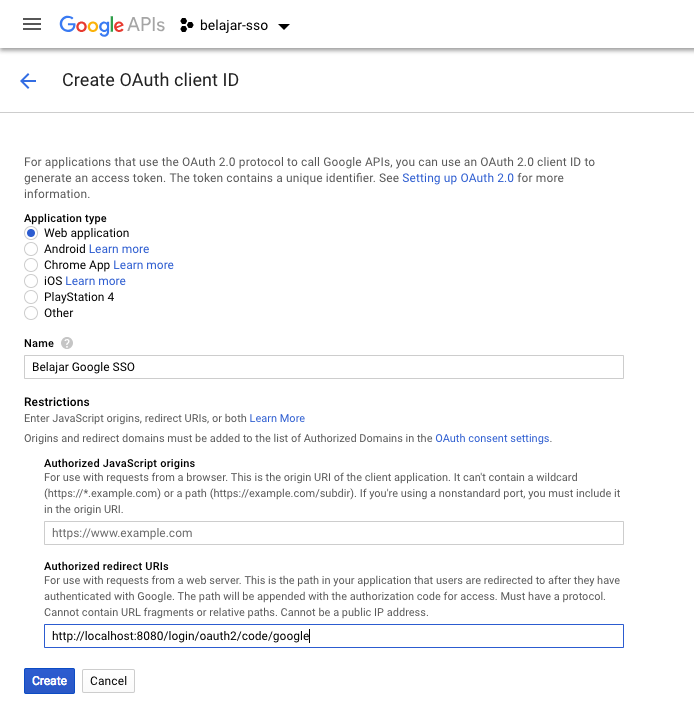 Google APIs belajar-sso
Create OAuth client ID
For applications that use the OAuth 2.0 protocol to call Google APIs, you can use an OAuth 2.0 client ID to
generate an access token. The token contains a unique identifier. See Setting up OAuth 2.0 for more
information.
Application type
Web application
Android Learn more
Chrome App Learn more
iOS Learn more
PlayStation 4
Other
Name ?
Belajar Google SSO
Restrictions
Enter JavaScript origins, redirect URIs, or both Learn More
Origins and redirect domains must be added to the list of Authorized Domains in the OAuth consent settings.
Authorized JavaScript origins
For use with requests from a browser. This is the origin URI of the client application. It can't contain a wildcard
(https://*.example.com) or a path (https://example.com/subdir). If you're using a nonstandard port, you must include it
in the origin URI.
https://www.example.com
Authorized redirect URIs
For use with requests from a web server. This is the path in your application that users are redirected to after they have
authenticated with Google. The path will be appended with the authorization code for access. Must have a protocol.
Cannot contain URL fragments or relative paths. Cannot be a public IP address.
http://localhost:8080/login/oauth2/code/google
Create Cancel